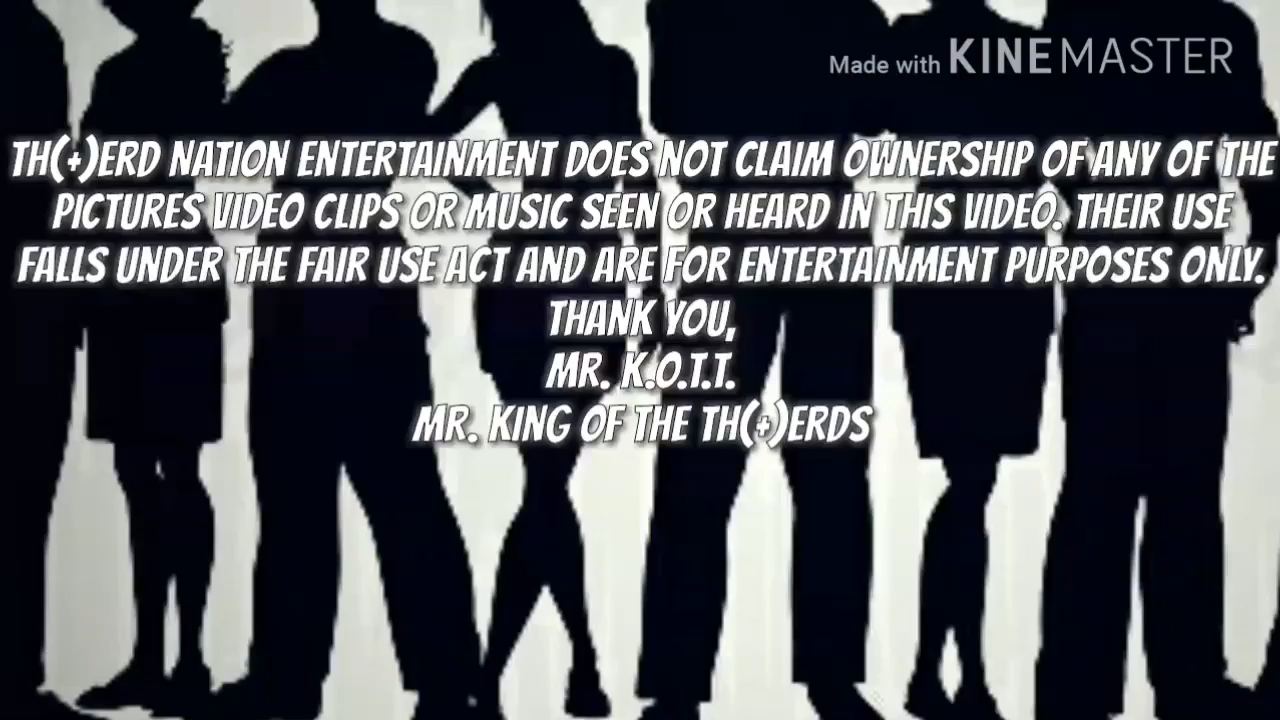 Made with KINEMASTER
TH(+)ERD NATION ENTERTAINMENT DOES NOT CLAIM OWNERSHIP OF ANY OF THE
PICTURES VIDEO CLIPS OR MUSIC SEEN OR HEARD IN THIS VIDEO. THEIR USE
FALLS UNDER THE FAIR USE ACT AND ARE FOR ENTERTAINMENT PURPOSES ONLY.
THANK YOU,
MR. K.O.T.T.
MR. KING OF THE TH(+)ERDS